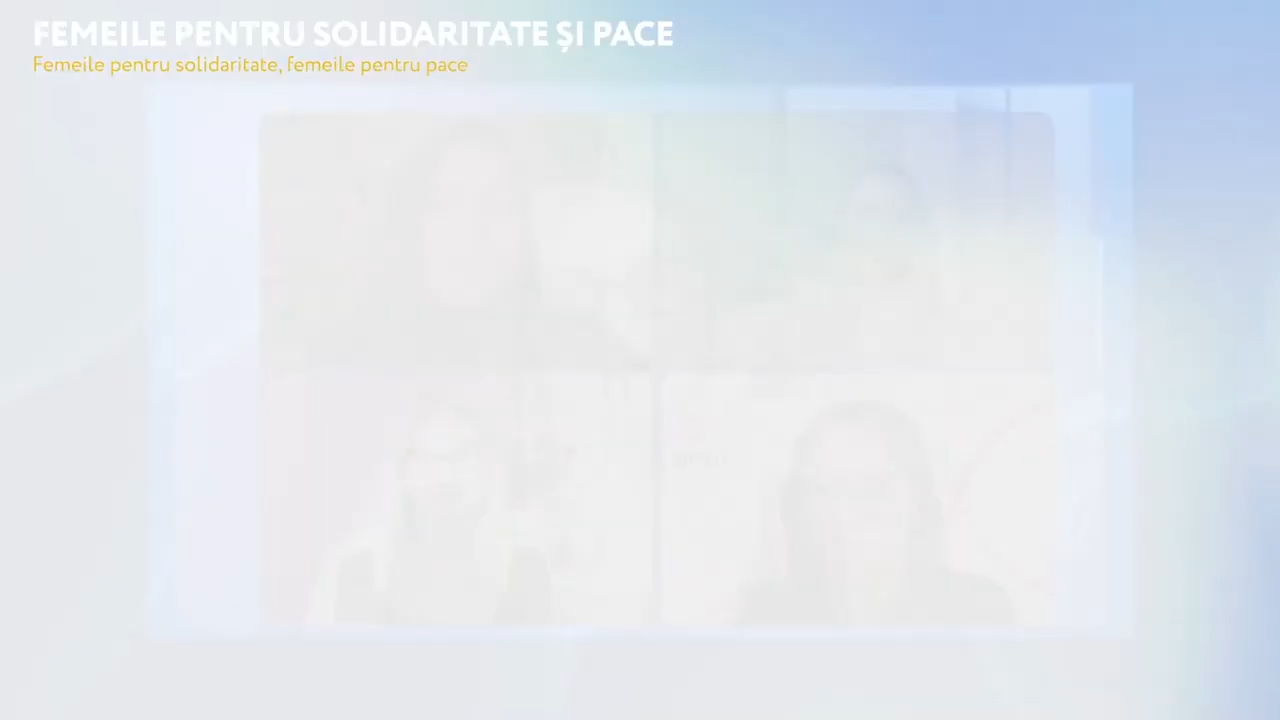 FEMEILE PENTRU SOLIDARITATE ȘI PACE
Femeile pentru solidaritate, femeile pentru pace